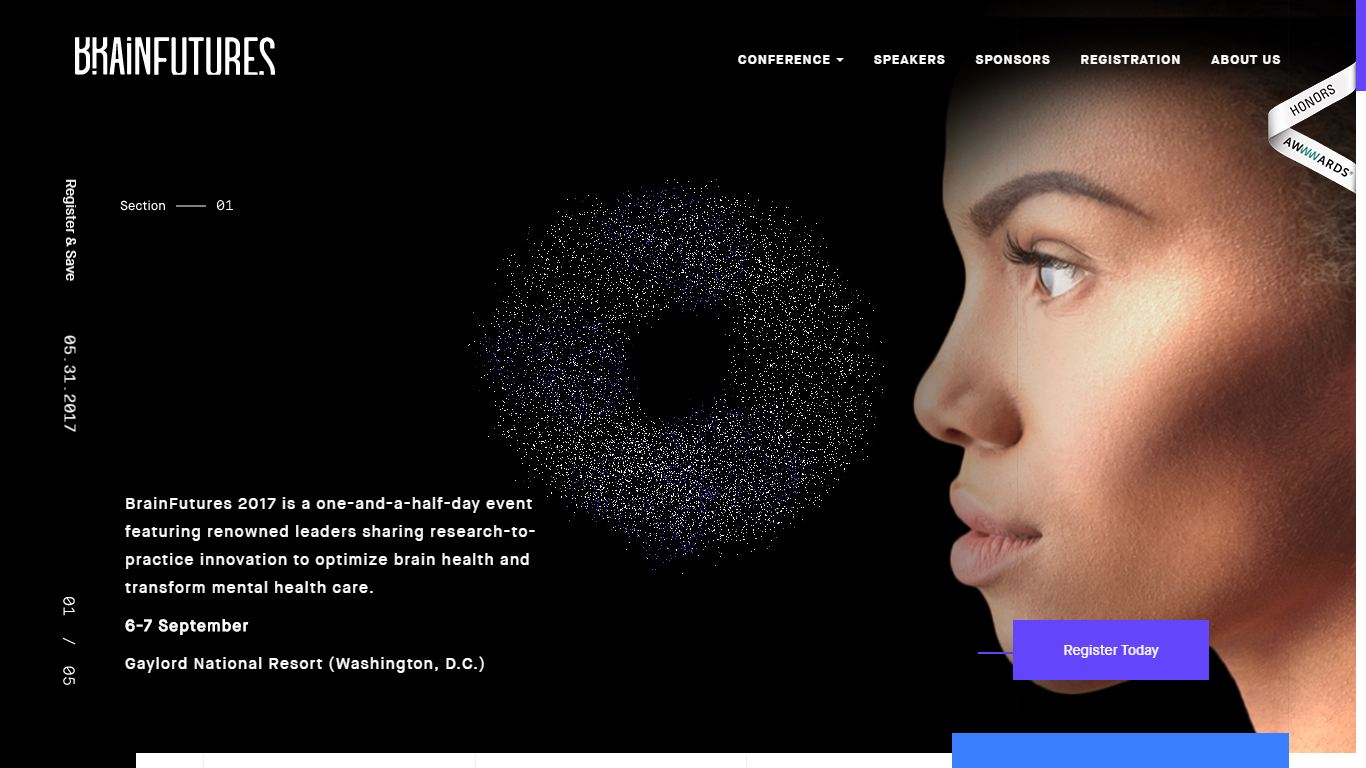 BRAiNFUTURES
CONFERENCE SPEAKERS SPONSORS REGISTRATION ABOUT US
HONORS
AWWWARDS
Register & Save
05.31.2017
01 / 05
Section 01
BrainFutures 2017 is a one-and-a-half-day event
featuring renowned leaders sharing research-to-
practice innovation to optimize brain health and
transform mental health care.
6-7 September
Gaylord National Resort (Washington, D.C.)
Register Today